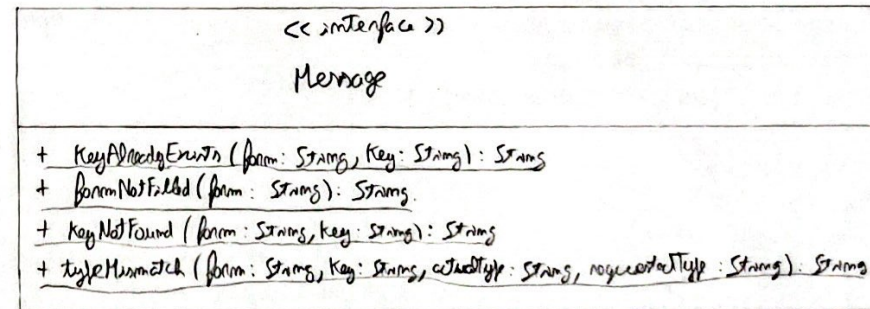 << interface >>
Message
+ KeyAlreadyExists (form: String, Key: String): String
+ formNotFilled (form: String): String
+ KeyNotFound (form: String, key: String): String
+ typeMismatch (form: String, Key: String, actualType: String, requestedType: String): String